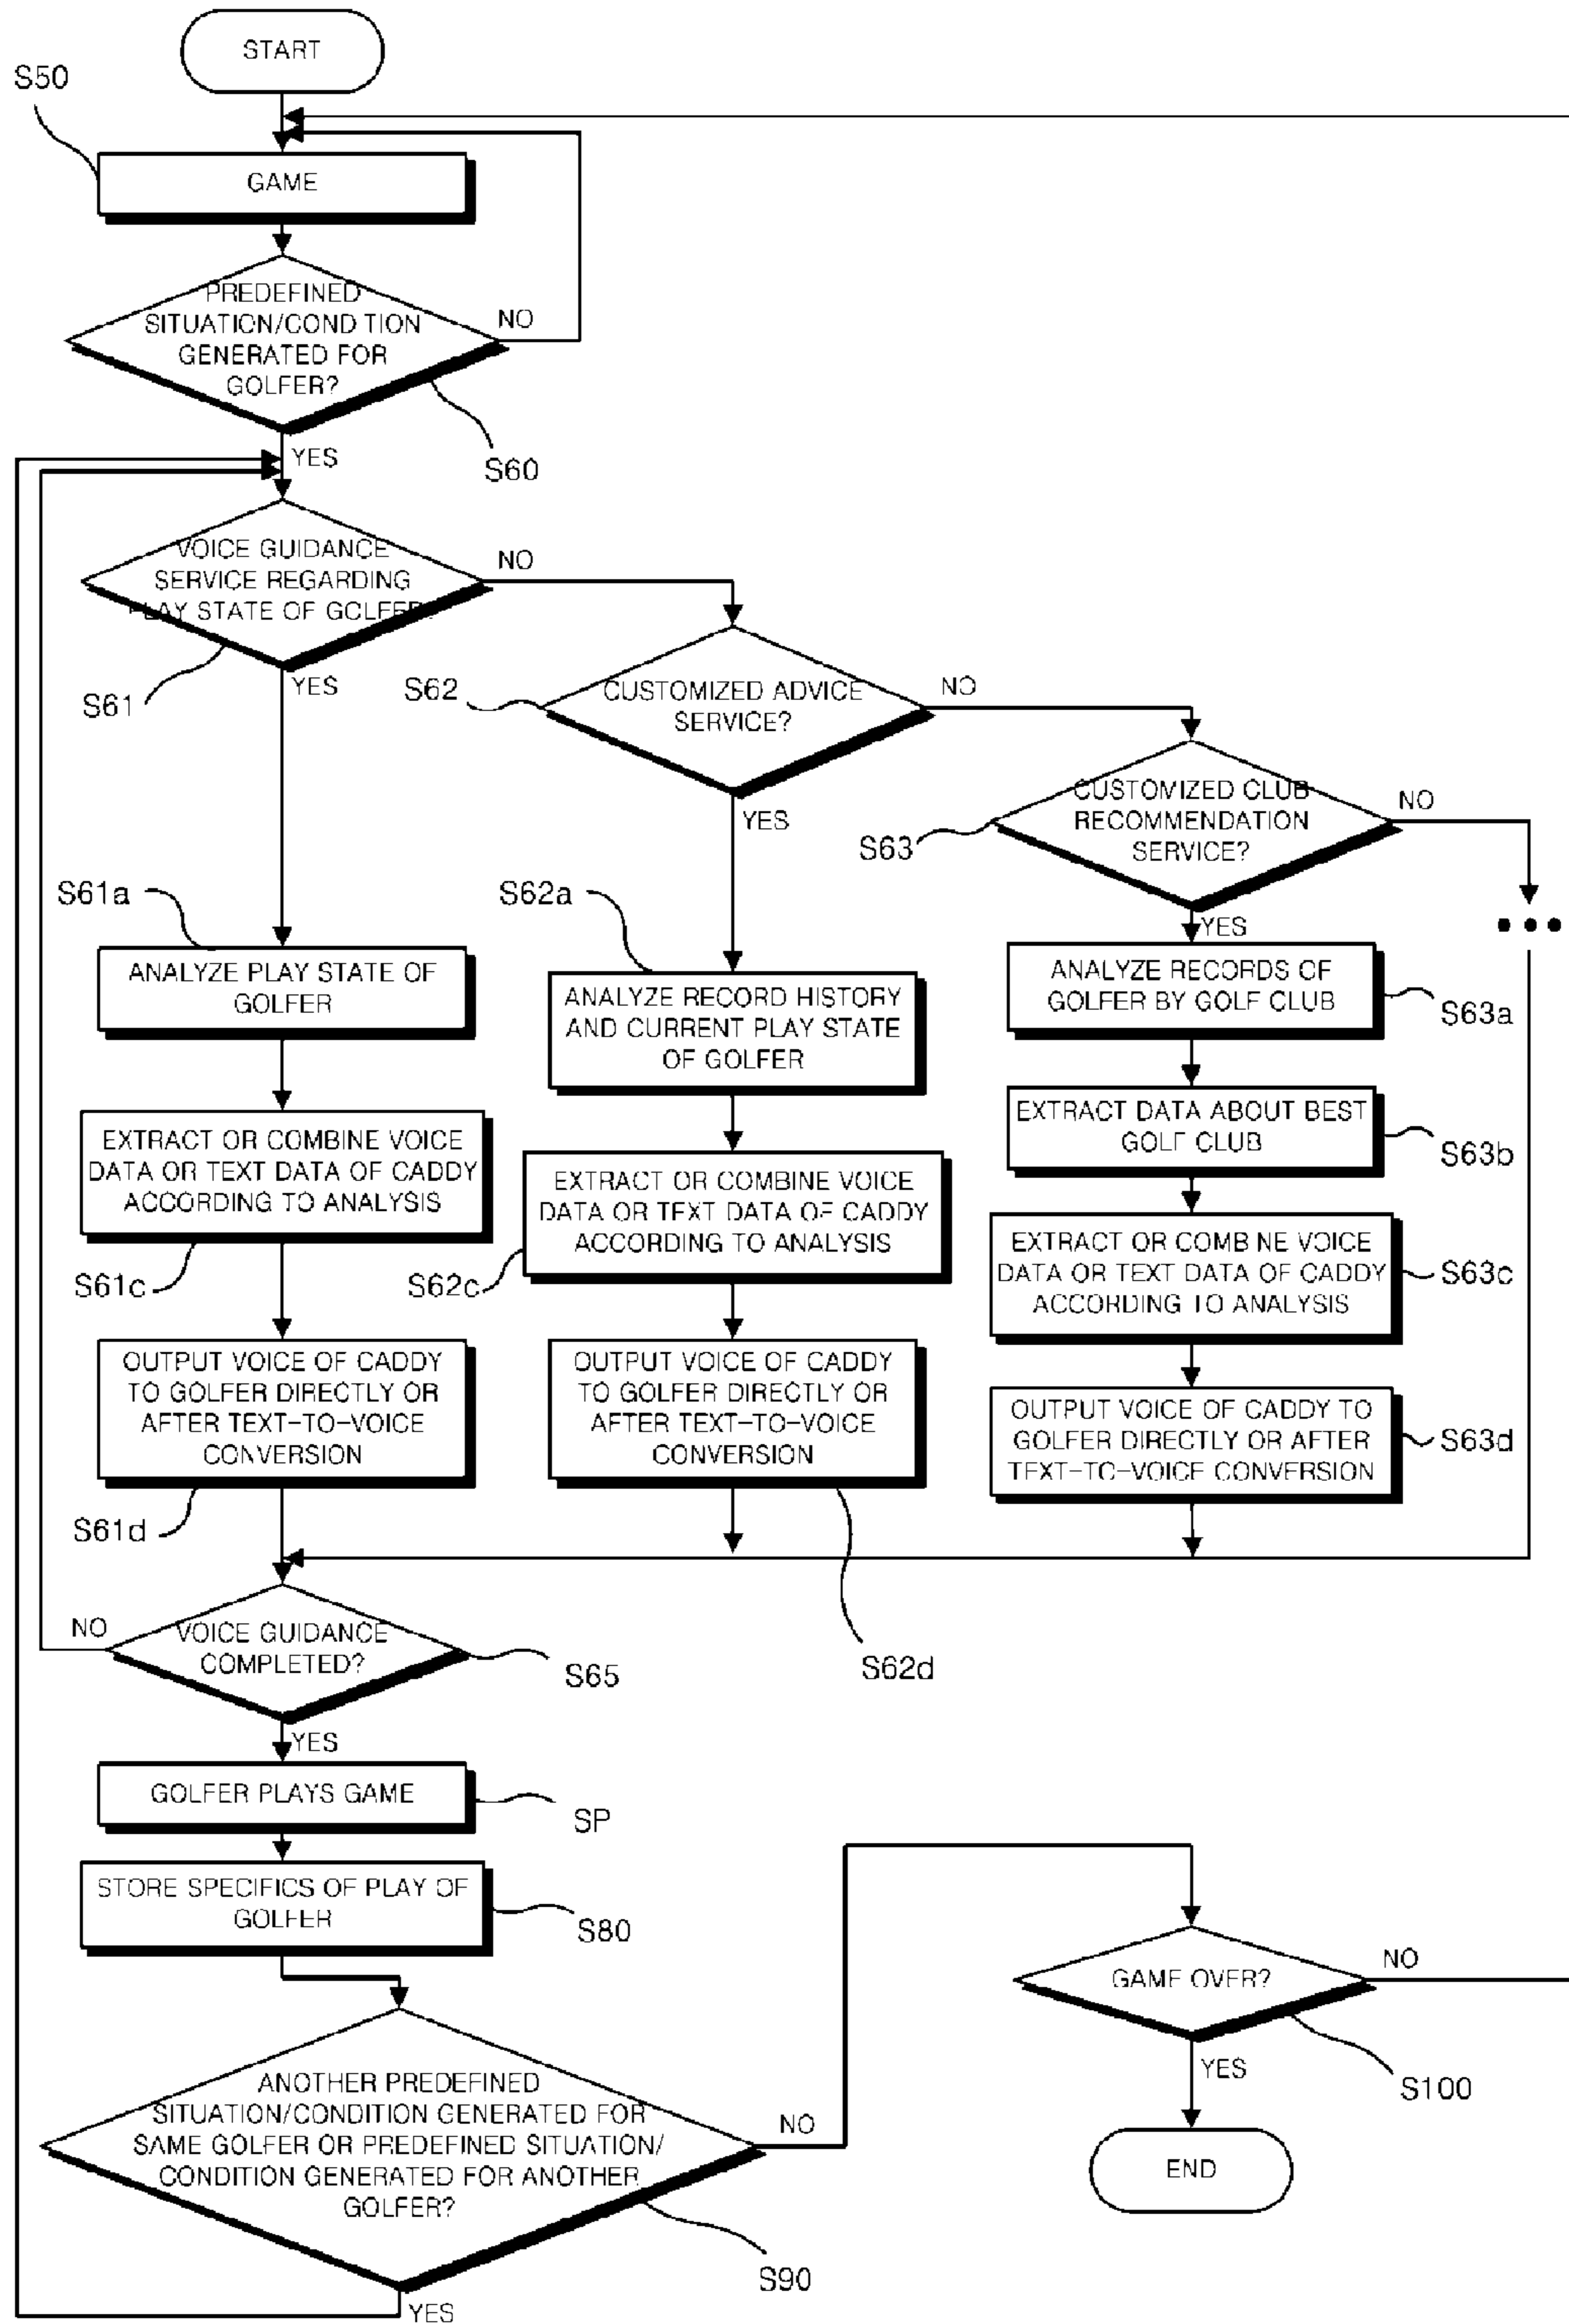 START
S50
GAME
PREDEFINED
SITUATION/CONDITION
GENERATED FOR
GOLFER?
NO
S60
YES
VOICE GUIDANCE
SERVICE REGARDING
PLAY STATE OF GOLFER?
NO
S61
YES
S62
CUSTOMIZED ADVICE
SERVICE?
NO
YES
S63
CUSTOMIZED CLUB
RECOMMENDATION
SERVICE?
NO
YES
•••
S61a
ANALYZE PLAY STATE OF
GOLFER
S62a
ANALYZE RECORD HISTORY
AND CURRENT PLAY STATE
OF GOLFER
ANALYZE RECORDS OF
GOLFER BY GOLF CLUB
S63a
EXTRACT DATA ABOUT BEST
GOLF CLUB
S63b
EXTRACT OR COMBINE VOICE
DATA OR TEXT DATA OF CADDY
ACCORDING TO ANALYSIS
S61c
EXTRACT OR COMBINE VOICE
DATA OR TEXT DATA OF CADDY
ACCORDING TO ANALYSIS
S62c
EXTRACT OR COMBINE VOICE
DATA OR TEXT DATA OF CADDY
ACCORDING TO ANALYSIS
S63c
OUTPUT VOICE OF CADDY
TO GOLFER DIRECTLY OR
AFTER TEXT-TO-VOICE
CONVERSION
S61d
OUTPUT VOICE OF CADDY
TO GOLFER DIRECTLY OR
AFTER TEXT-TO-VOICE
CONVERSION
S62d
OUTPUT VOICE OF CADDY TO
GOLFER DIRECTLY OR AFTER
TEXT-TO-VOICE CONVERSION
S63d
NO
VOICE GUIDANCE
COMPLETED?
S65
YES
GOLFER PLAYS GAME
SP
STORE SPECIFICS OF PLAY OF
GOLFER
S80
ANOTHER PREDEFINED
SITUATION/CONDITION GENERATED FOR
SAME GOLFER OR PREDEFINED SITUATION/
CONDITION GENERATED FOR ANOTHER
GOLFER?
NO
S90
YES
GAME OVER?
NO
S100
YES
END